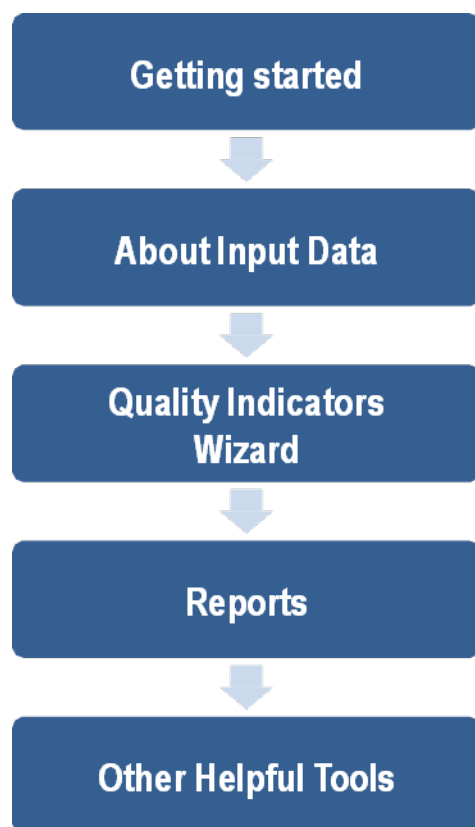 Getting started
About Input Data
Quality Indicators
Wizard
Reports
Other Helpful Tools